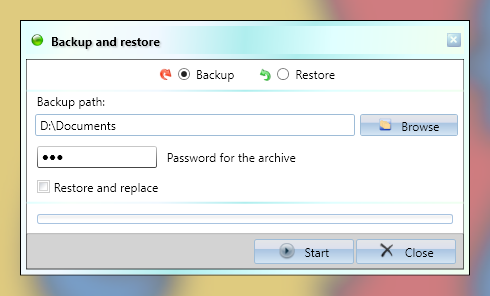 Backup and restore
Backup Restore
Backup path:
D:\Documents Browse
●●● Password for the archive
Restore and replace
Start Close